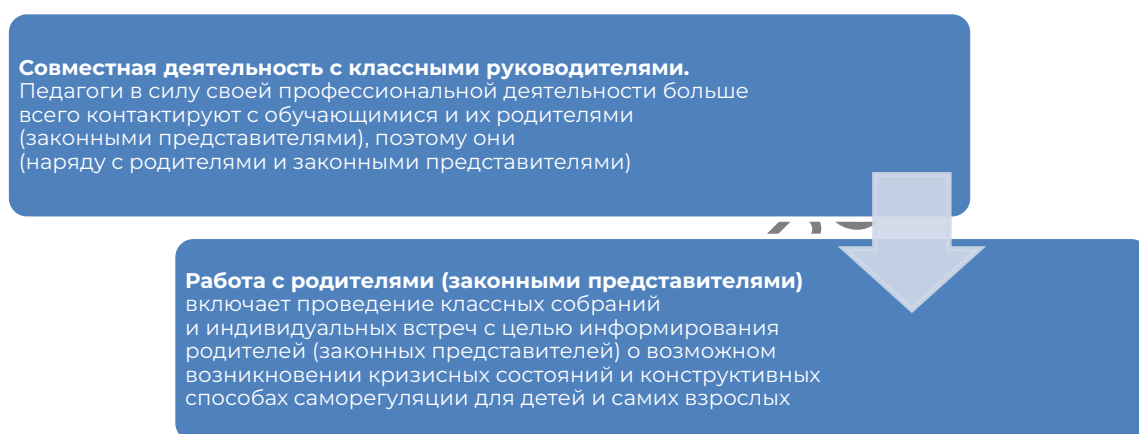 Совместная деятельность с классными руководителями.
Педагоги в силу своей профессиональной деятельности больше
всего контактируют с обучающимися и их родителями
(законными представителями), поэтому они
(наряду с родителями и законными представителями)
Работа с родителями (законными представителями)
включает проведение классных собраний
и индивидуальных встреч с целью информирования
родителей (законных представителей) о возможном
возникновении кризисных состояний и конструктивных
способах саморегуляции для детей и самих взрослых